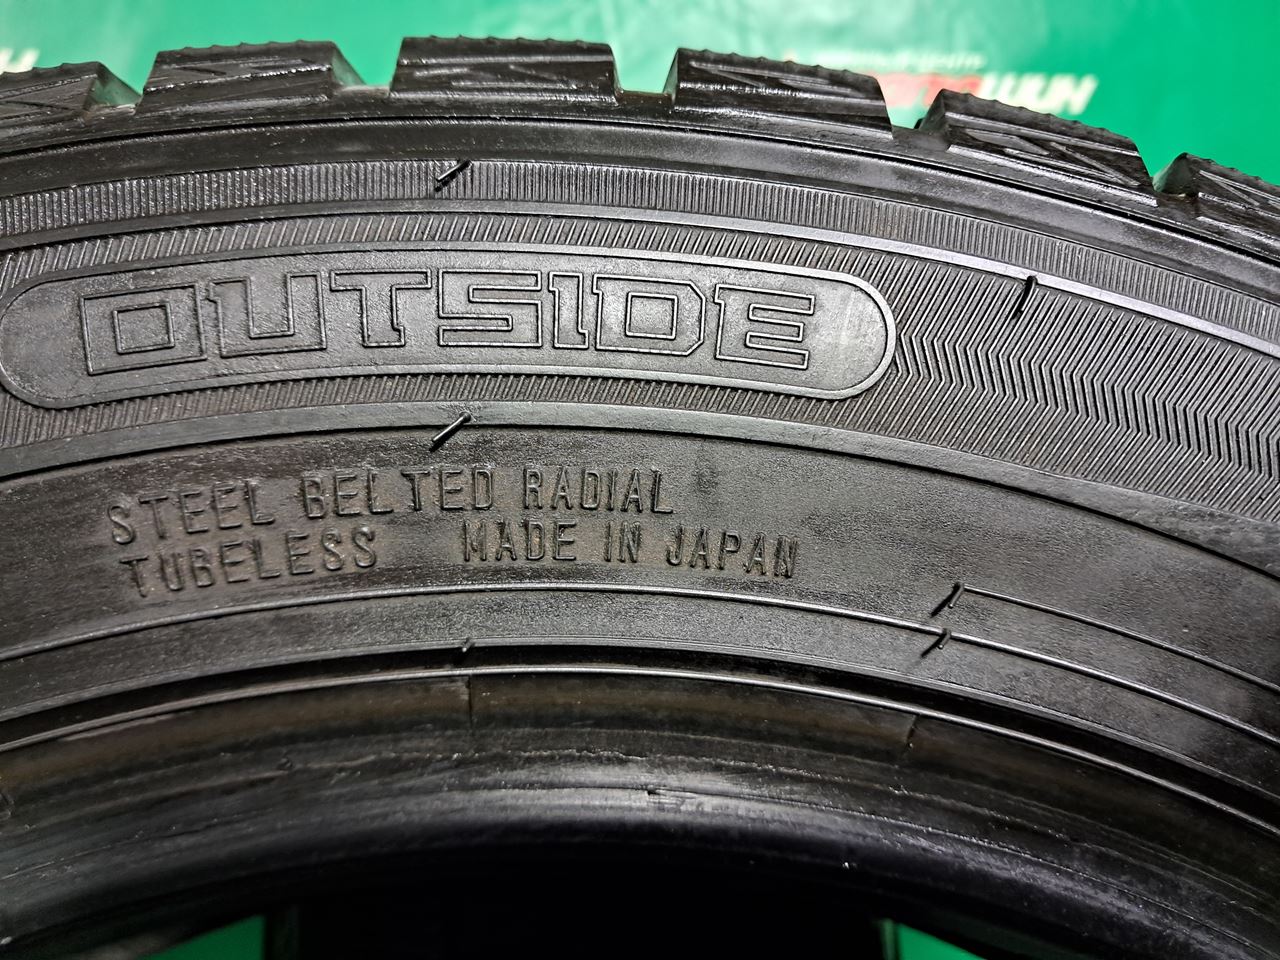 OUTSIDE
STEEL BELTED RADIAL
TUBELESS MADE IN JAPAN